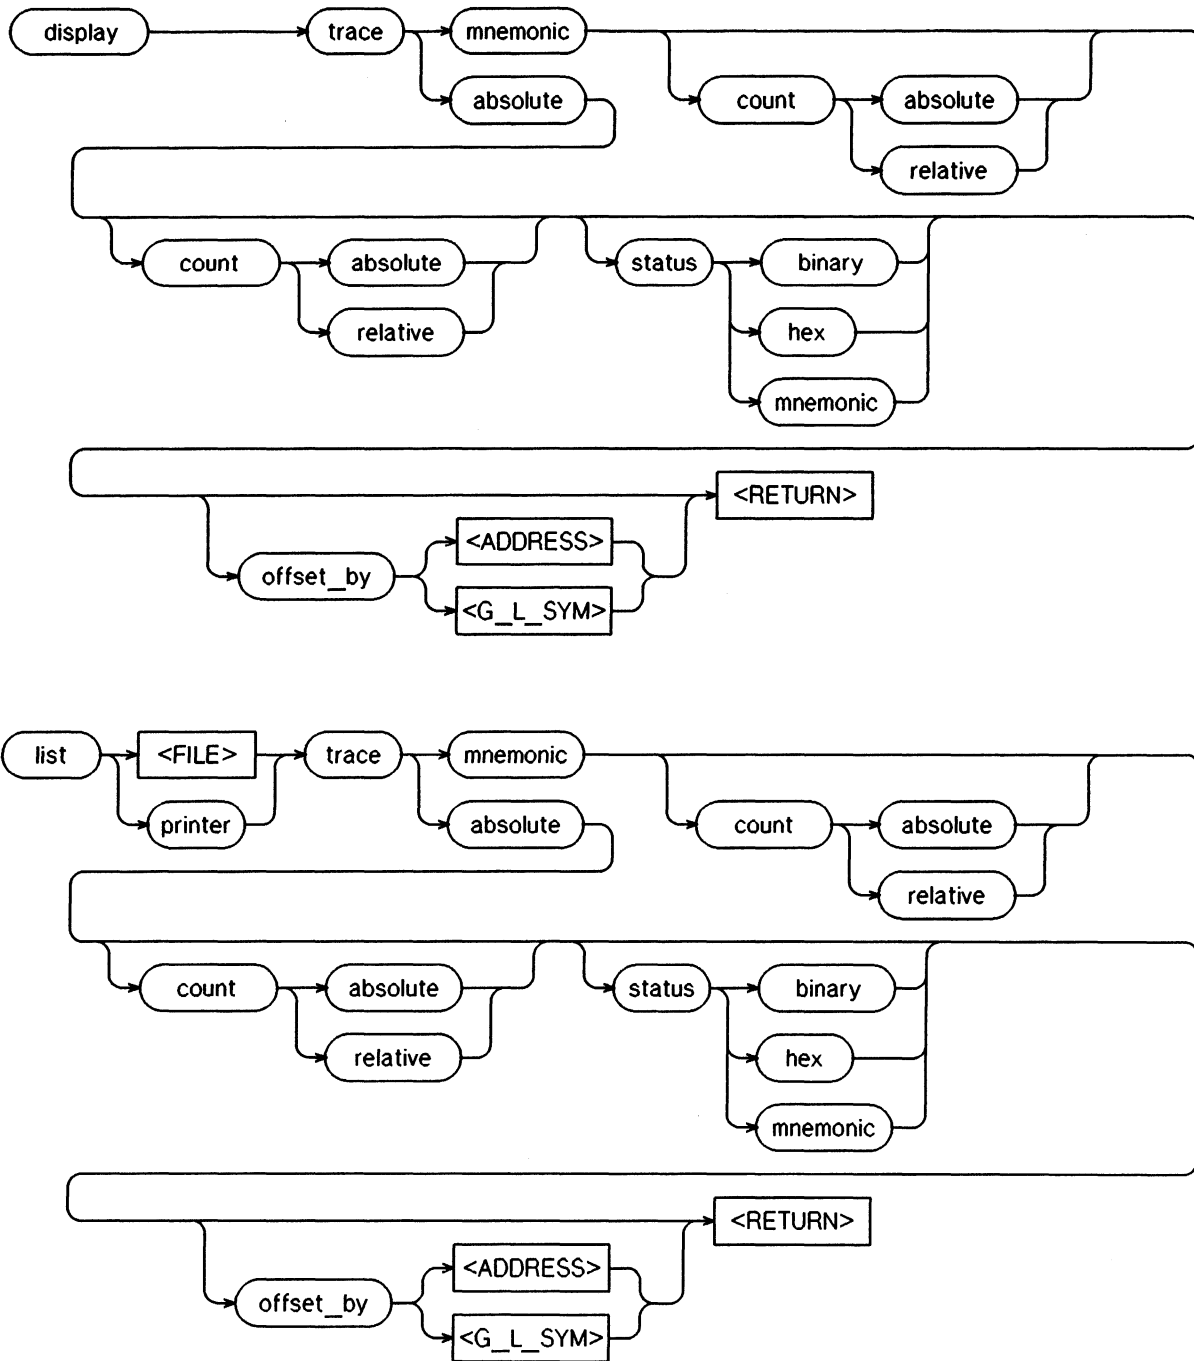 display trace mnemonic
absolute count absolute
relative
count absolute status binary
relative hex
mnemonic
<RETURN>
<ADDRESS>
offset_by
<G_L_SYM>
list <FILE> trace mnemonic
printer absolute count absolute
relative
count absolute status binary
relative hex
mnemonic
<RETURN>
<ADDRESS>
offset_by
<G_L_SYM>